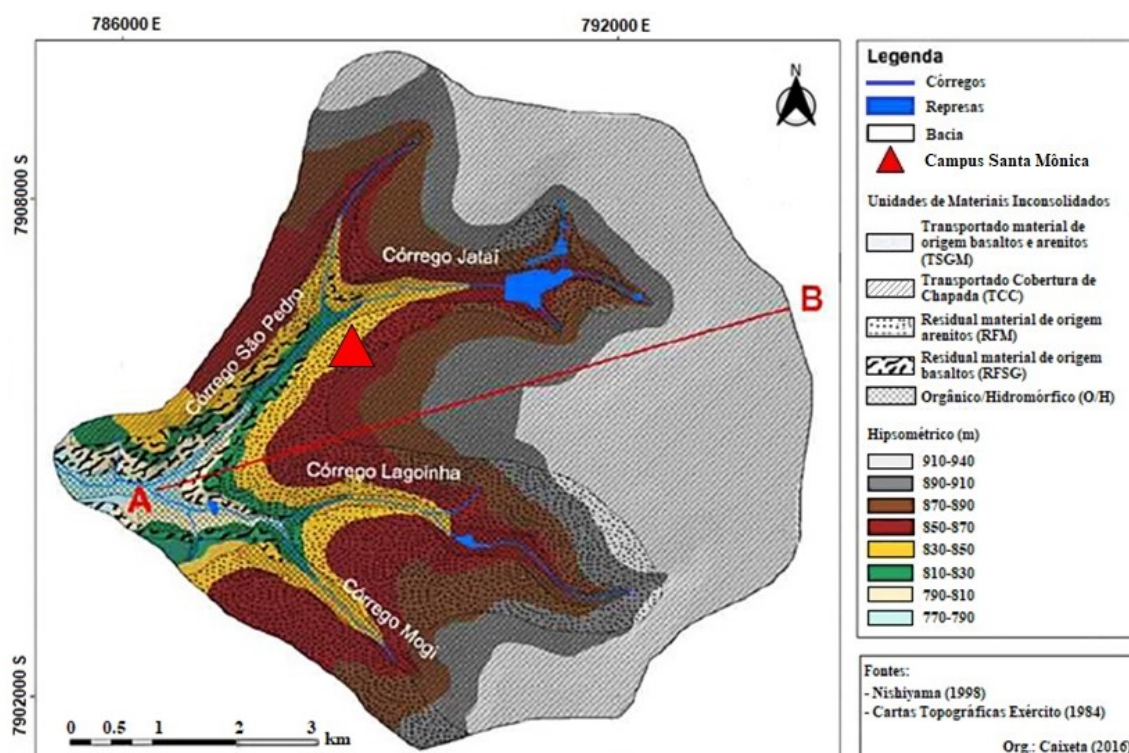 786000 E
792000 E
7908000 S
7902000 S
N
Córrego Jataí
Córrego São Pedro
B
A
Córrego Lagoinha
Córrego Mogi
0 0.5 1 2 3
km
Legenda
Córregos
Represas
Bacia
Campus Santa Mônica
Unidades de Materiais Inconsolidados
Transportado material de
origem basaltos e arenitos
(TSGM)
Transportado Cobertura de
Chapada (TCC)
Residual material de origem
arenitos (RFM)
Residual material de origem
basaltos (RFSG)
Orgânico/Hidromórfico (O/H)
Hipsométrico (m)
910-940
890-910
870-890
850-870
830-850
810-830
790-810
770-790
Fontes:
- Nishiyama (1998)
- Cartas Topográficas Exército (1984)
Org.: Caixeta (2016)